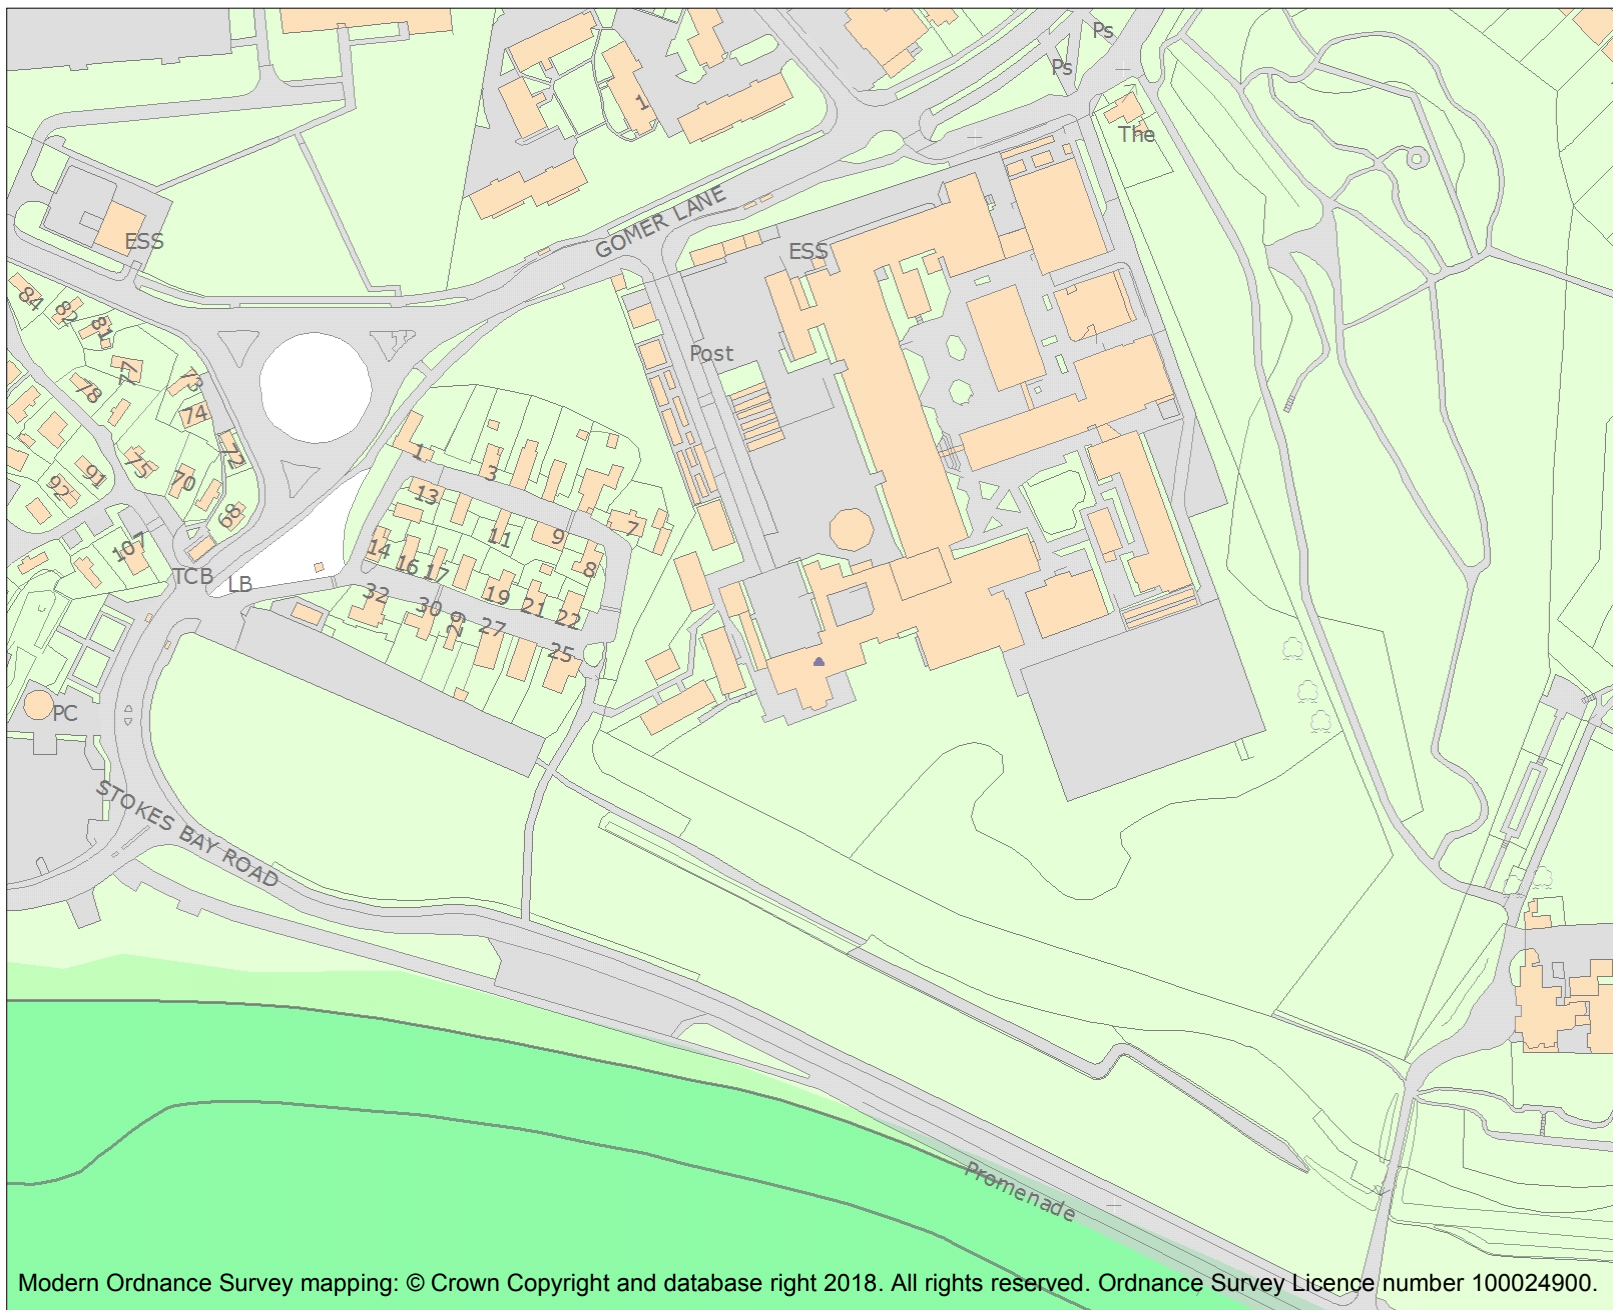 Ps
Ps
1
The
GOMER LANE
ESS
ESS
84
82
81
77
78
73
74
72
75
70
68
91
92
107
Post
1
3
13
11
9
7
14
16
17
8
19
21
22
32
30
29
27
25
TCB
LB
PC
STOKES BAY ROAD
Promenade
Modern Ordnance Survey mapping: © Crown Copyright and database right 2018. All rights reserved. Ordnance Survey Licence number 100024900.